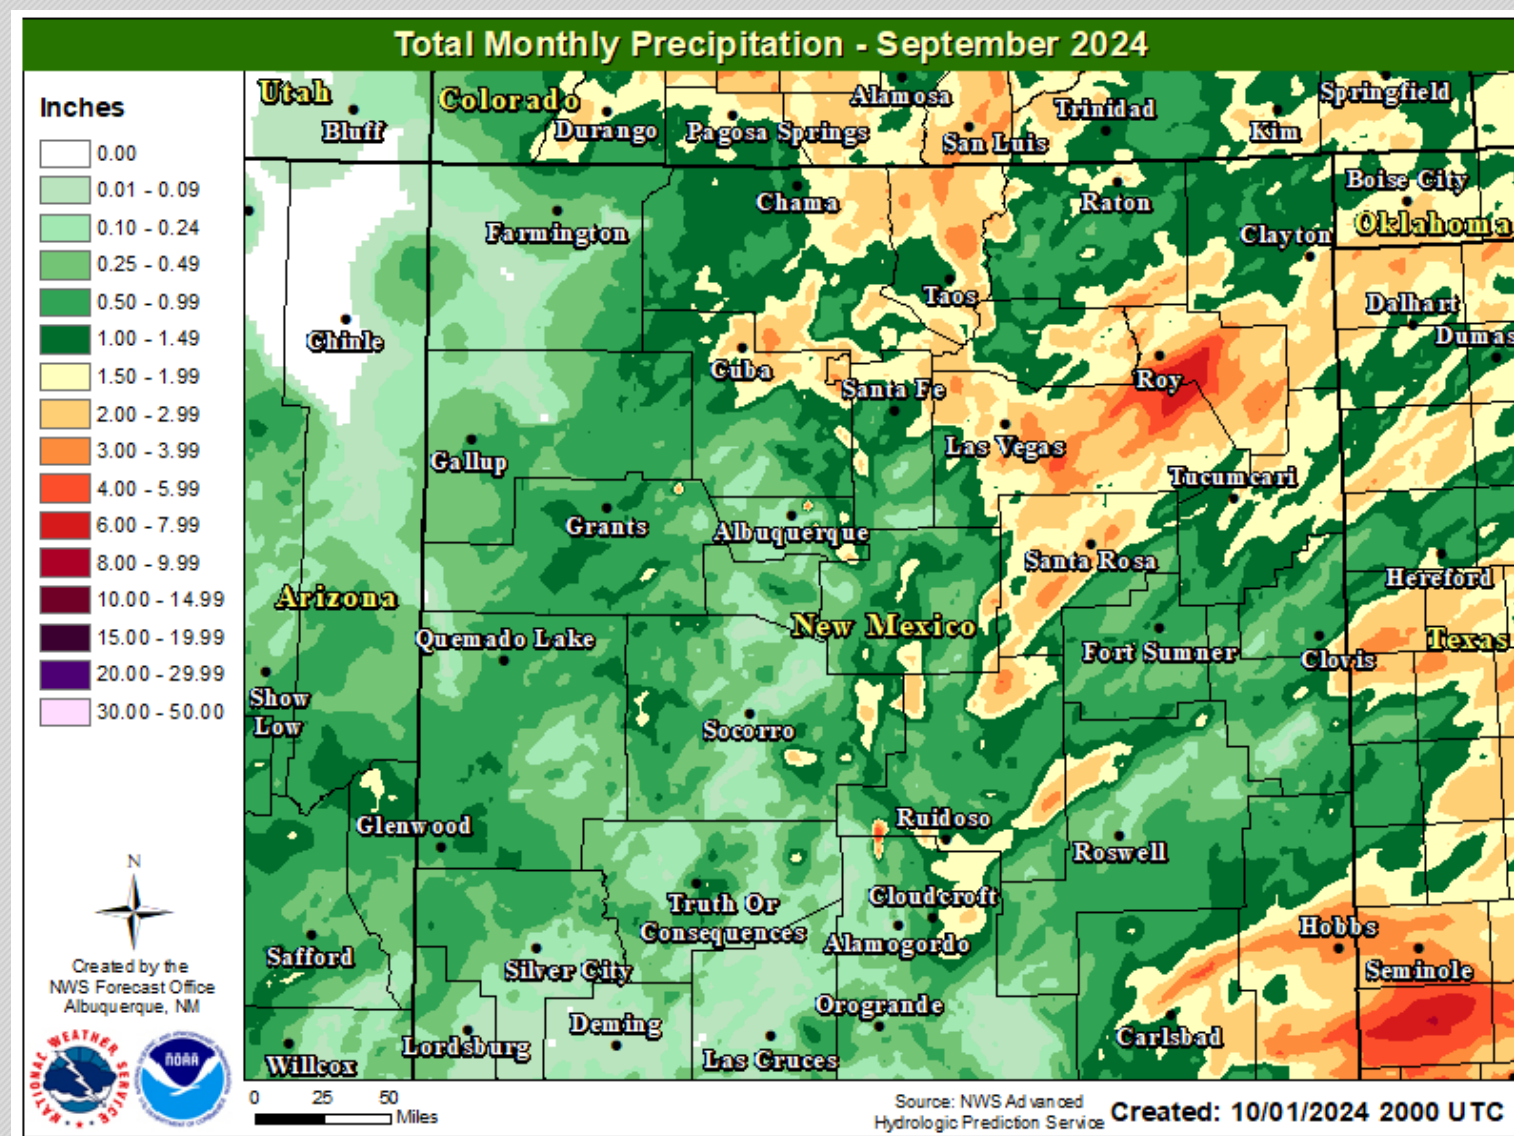 Total Monthly Precipitation - September 2024
Inches
0.00
0.01 - 0.09
0.10 - 0.24
0.25 - 0.49
0.50 - 0.99
1.00 - 1.49
1.50 - 1.99
2.00 - 2.99
3.00 - 3.99
4.00 - 5.99
6.00 - 7.99
8.00 - 9.99
10.00 - 14.99
15.00 - 19.99
20.00 - 29.99
30.00 - 50.00
N
Created by the
NWS Forecast Office
Albuquerque, NM
NATIONAL WEATHER SERVICE
NOAA
Utah
Colorado
Alamosa
Springfield
Bluff
Durango
Pagosa Springs
San Luis
Trinidad
Kim
Chama
Raton
Boise City
Farmington
Clayton
Oklahoma
Taos
Dalhart
Chinle
Dumas
Cuba
Santa Fe
Roy
Gallup
Las Vegas
Tucumcari
Grants
Albuquerque
Santa Rosa
Hereford
Arizona
New Mexico
Quemado Lake
Fort Sumner
Clovis
Texas
Show
Low
Socorro
Glenwood
Ruidoso
Roswell
Truth Or
Consequences
Cloudcroft
Alamogordo
Hobbs
Safford
Silver City
Seminole
Orogrande
Deming
Carlsbad
Willcox
Lordsburg
Las Cruces
0 25 50
Miles
Source: NWS Advanced
Hydrologic Prediction Service
Created: 10/01/2024 2000 UTC